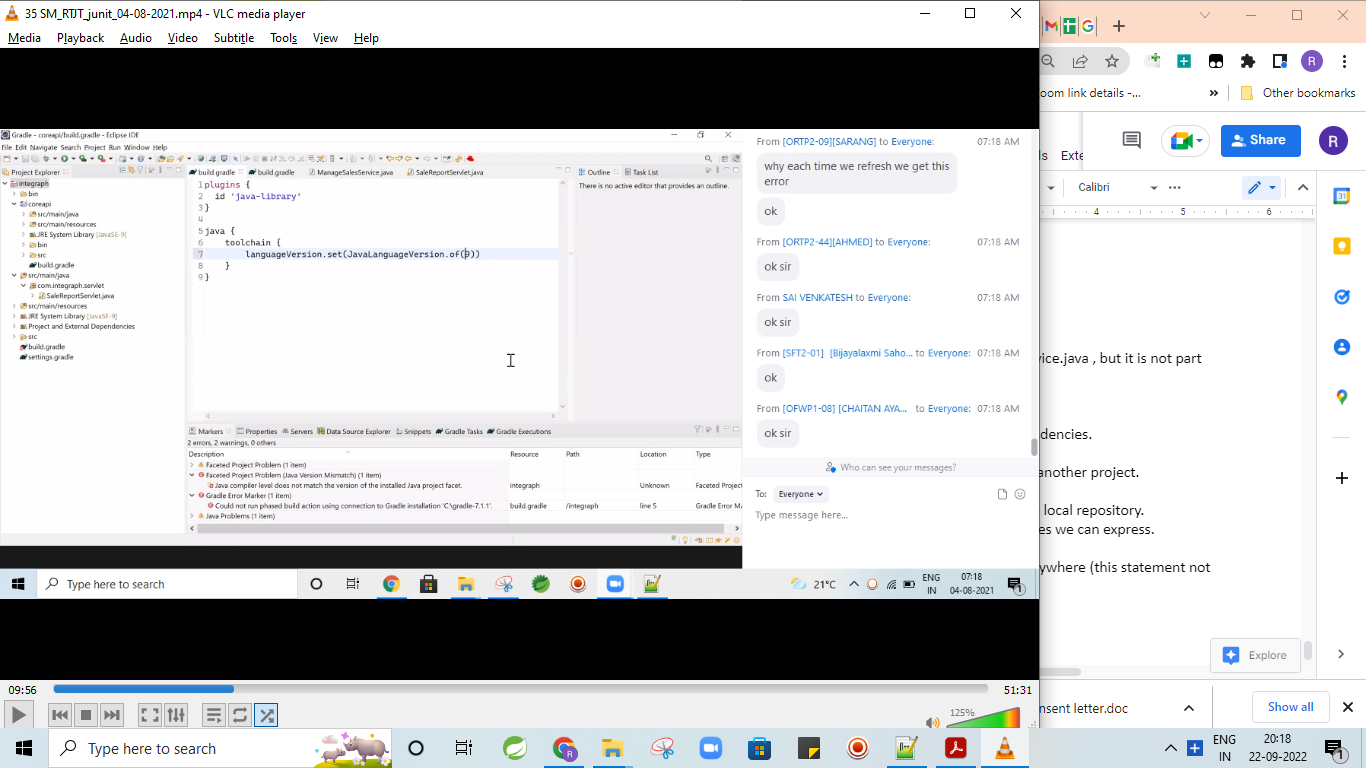 35 SM_RTJT_junit_04-08-2021.mp4 - VLC media player
Media Playback Audio Video Subtitle Tools View Help
Gradle - coreapi/build.gradle - Eclipse IDE
File Edit Navigate Search Project Run Window Help
Project Explorer
integraph
bin
coreapi
src/main/java
src/main/resources
JRE System Library [JavaSE-9]
bin
src
build.gradle
src/main/java
com.integraph.servlet
SaleReportServlet.java
src/main/resources
JRE System Library [JavaSE-9]
Project and External Dependencies
src
build.gradle
settings.gradle
build.gradle build.gradle ManageSalesService.java SaleReportServlet.java
1 plugins {
2 id 'java-library'
3 }
4
5 java {
6 toolchain {
7 languageVersion.set(JavaLanguageVersion.of(9))
8 }
9 }
Outline Task List
There is no active editor that provides an outline.
Markers Properties Servers Data Source Explorer Snippets Gradle Tasks Gradle Executions
2 errors, 2 warnings, 0 others
Description Resource Path Location Type
Faceted Project Problem (1 item)
Faceted Project Problem (Java Version Mismatch) (1 item)
Java compiler level does not match the version of the installed Java project facet. integraph Unknown Faceted Project
Gradle Error Marker (1 item)
Could not run phased build action using connection to Gradle installation 'C:\gradle-7.1.1'. build.gradle /integraph line 5 Gradle Error M
Java Problems (1 item)
From [ORTP2-09][SARANG] to Everyone: 07:18 AM
why each time we refresh we get this
error
ok
From [ORTP2-44][AHMED] to Everyone: 07:18 AM
ok sir
From SAI VENKATESH to Everyone: 07:18 AM
ok sir
From [SFT2-01] [Bijayalaxmi Saho... to Everyone: 07:18 AM
ok
From [OFWP1-08] [CHAITAN AYA... to Everyone: 07:18 AM
ok sir
Who can see your messages?
To: Everyone
Type message here...
Type here to search
21°C
ENG
IN
07:18
04-08-2021
1
09:56
51:31
125%
oom link details -...
»
Other bookmarks
R
ls Exte
Share
R
Calibri
4 5 6
31
vice.java , but it is not part
dencies.
another project.
local repository.
es we can express.
ywhere (this statement not
Explore
nsent letter.doc
Show all
Type here to search
R
ENG
IN
20:18
22-09-2022
1